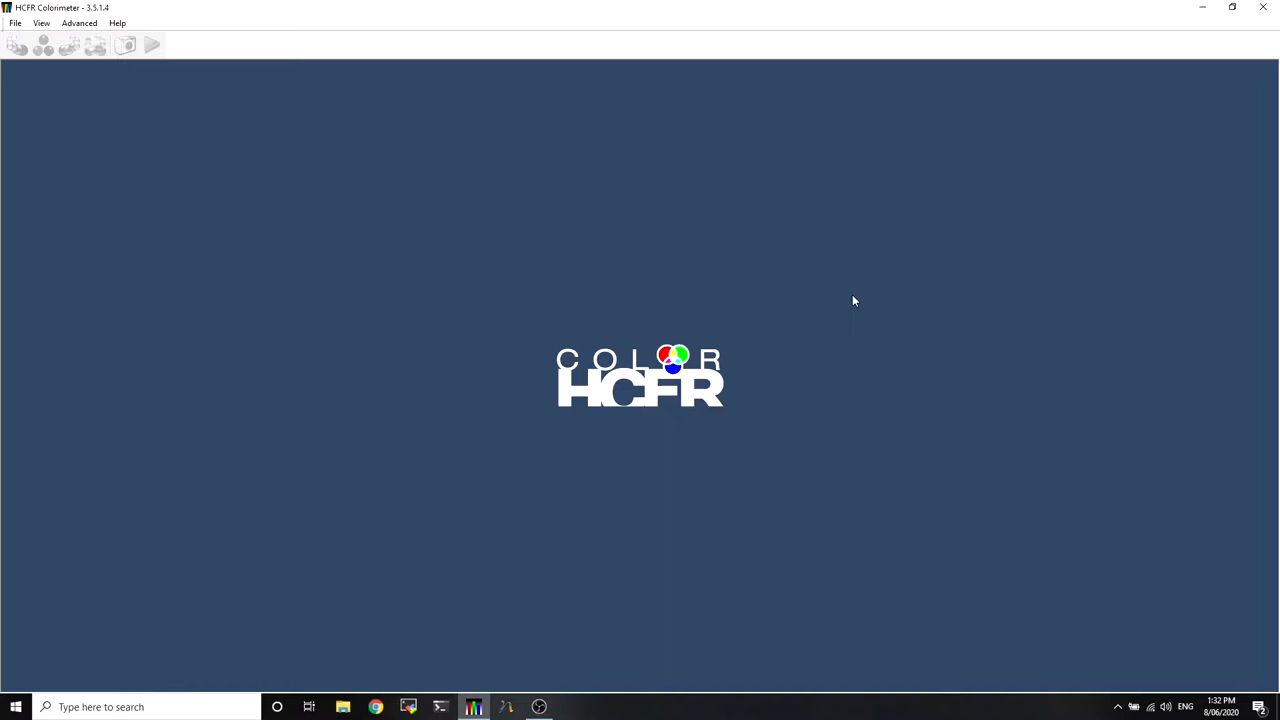 HCFR Colorimeter - 3.5.1.4
File View Advanced Help
COLOR
HCFR
Type here to search
ENG
1:32 PM
8/06/2020
2